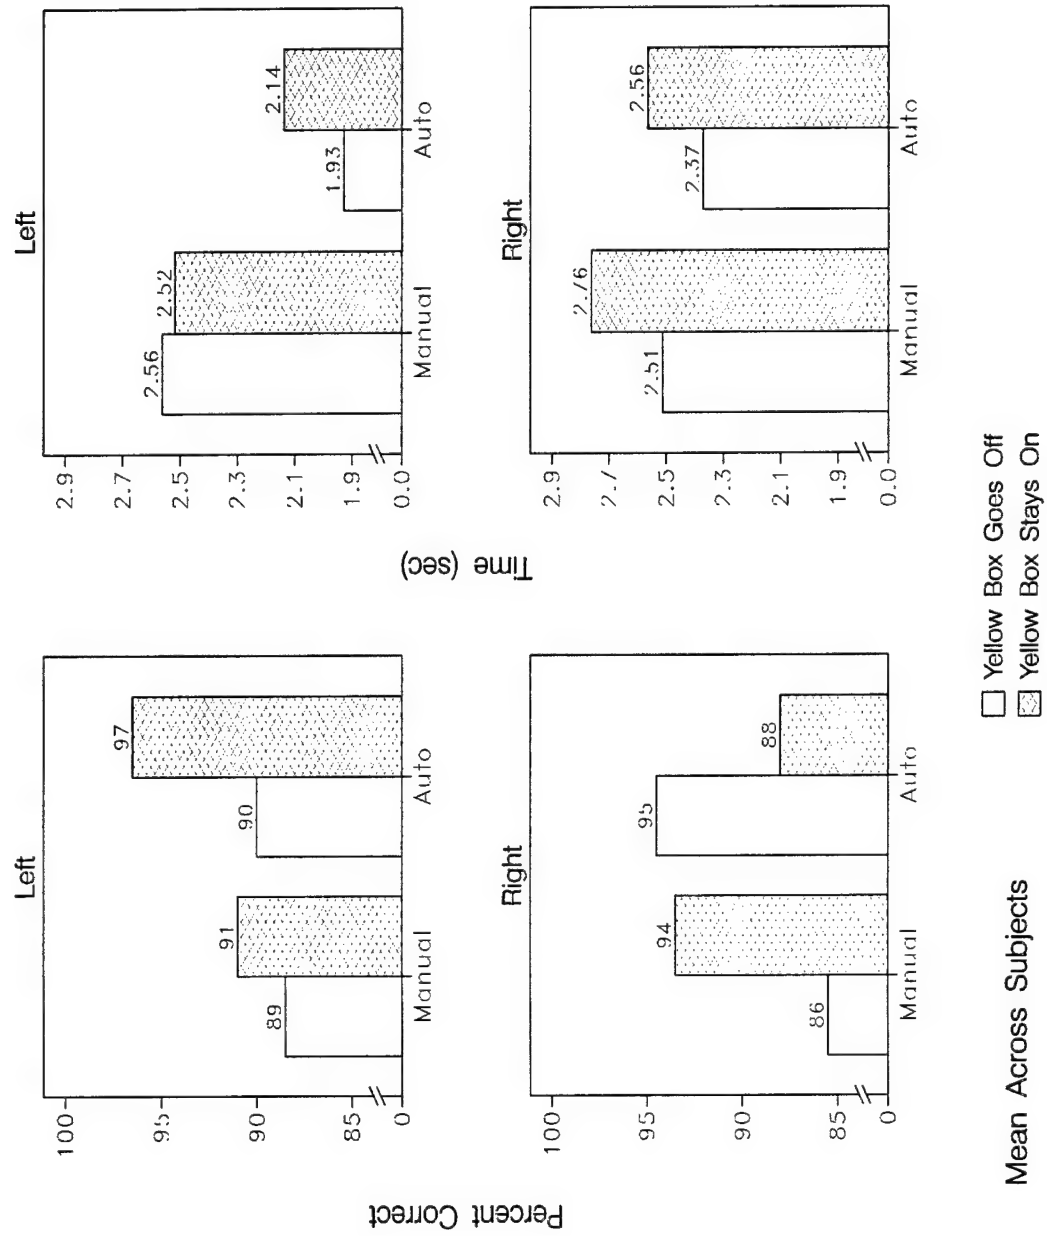 Left
Percent Correct
100
95
90
85
0
89
91
90
97
Manual
Auto
Right
100
95
90
85
0
86
94
95
88
Manual
Auto
Left
Time (sec)
2.9
2.7
2.5
2.3
2.1
1.9
0.0
2.56
2.52
1.93
2.14
Manual
Auto
Right
2.9
2.7
2.5
2.3
2.1
1.9
0.0
2.51
2.76
2.37
2.56
Manual
Auto
Mean Across Subjects
Yellow Box Goes Off
Yellow Box Stays On